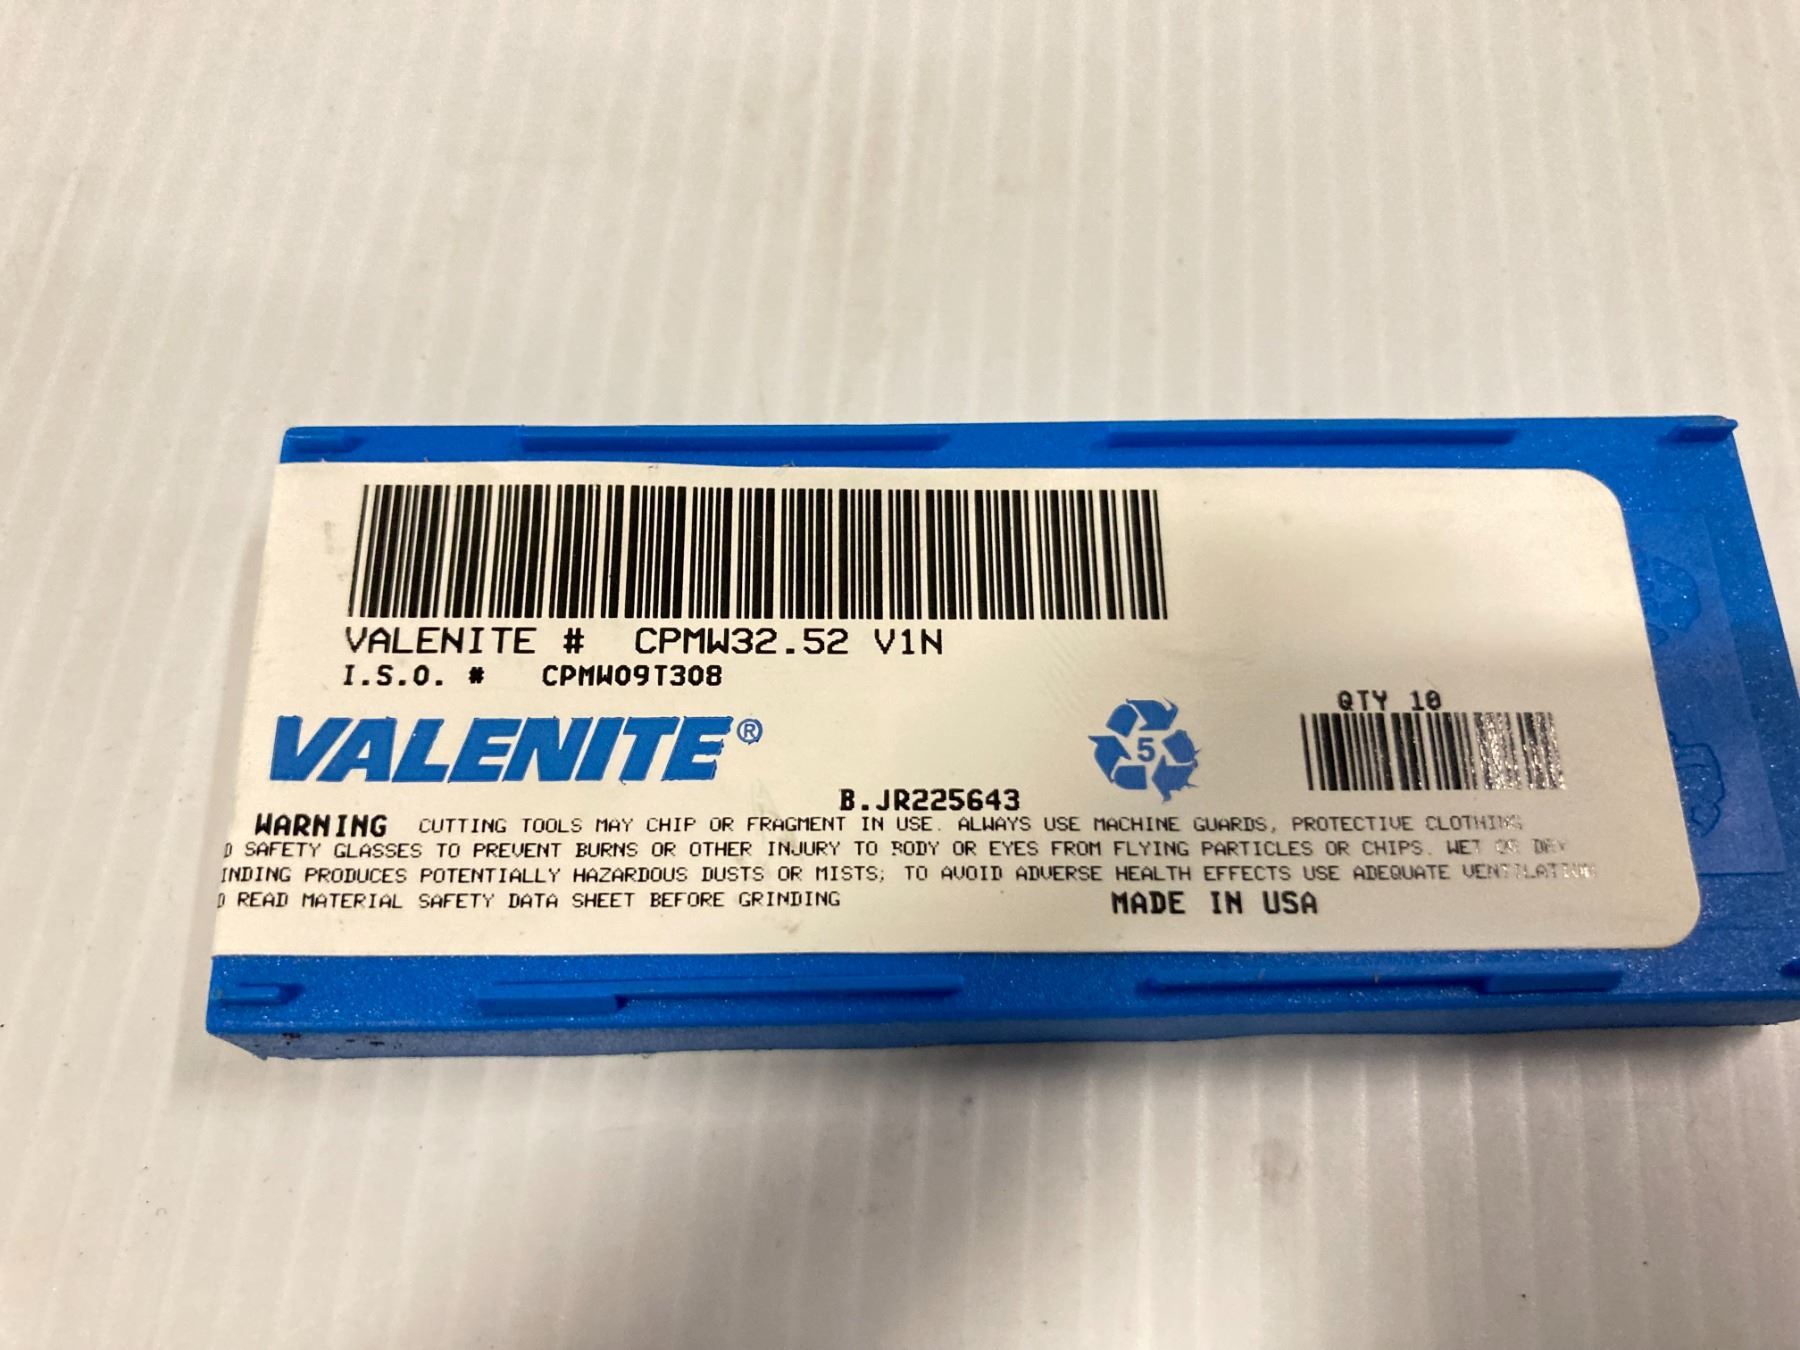 VALENITE # CPMW32.52 V1N
I.S.O. # CPMW09T308
QTY 10
VALENITE®
5
B.JR225643
WARNING CUTTING TOOLS MAY CHIP OR FRAGMENT IN USE. ALWAYS USE MACHINE GUARDS, PROTECTIVE CLOTHING
D SAFETY GLASSES TO PREVENT BURNS OR OTHER INJURY TO BODY OR EYES FROM FLYING PARTICLES OR CHIPS. WET OR DRY
INDING PRODUCES POTENTIALLY HAZARDOUS DUSTS OR MISTS; TO AVOID ADVERSE HEALTH EFFECTS USE ADEQUATE VENTILATION
D READ MATERIAL SAFETY DATA SHEET BEFORE GRINDING
MADE IN USA